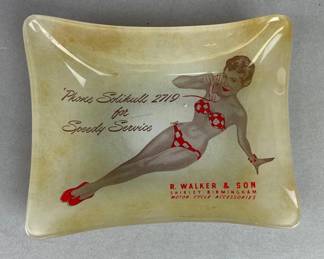 'Phone Solihull 2719
for
Speedy Service
R. WALKER & SON
SHIRLEY BIRMINGHAM
MOTOR CYCLE ACCESSORIES